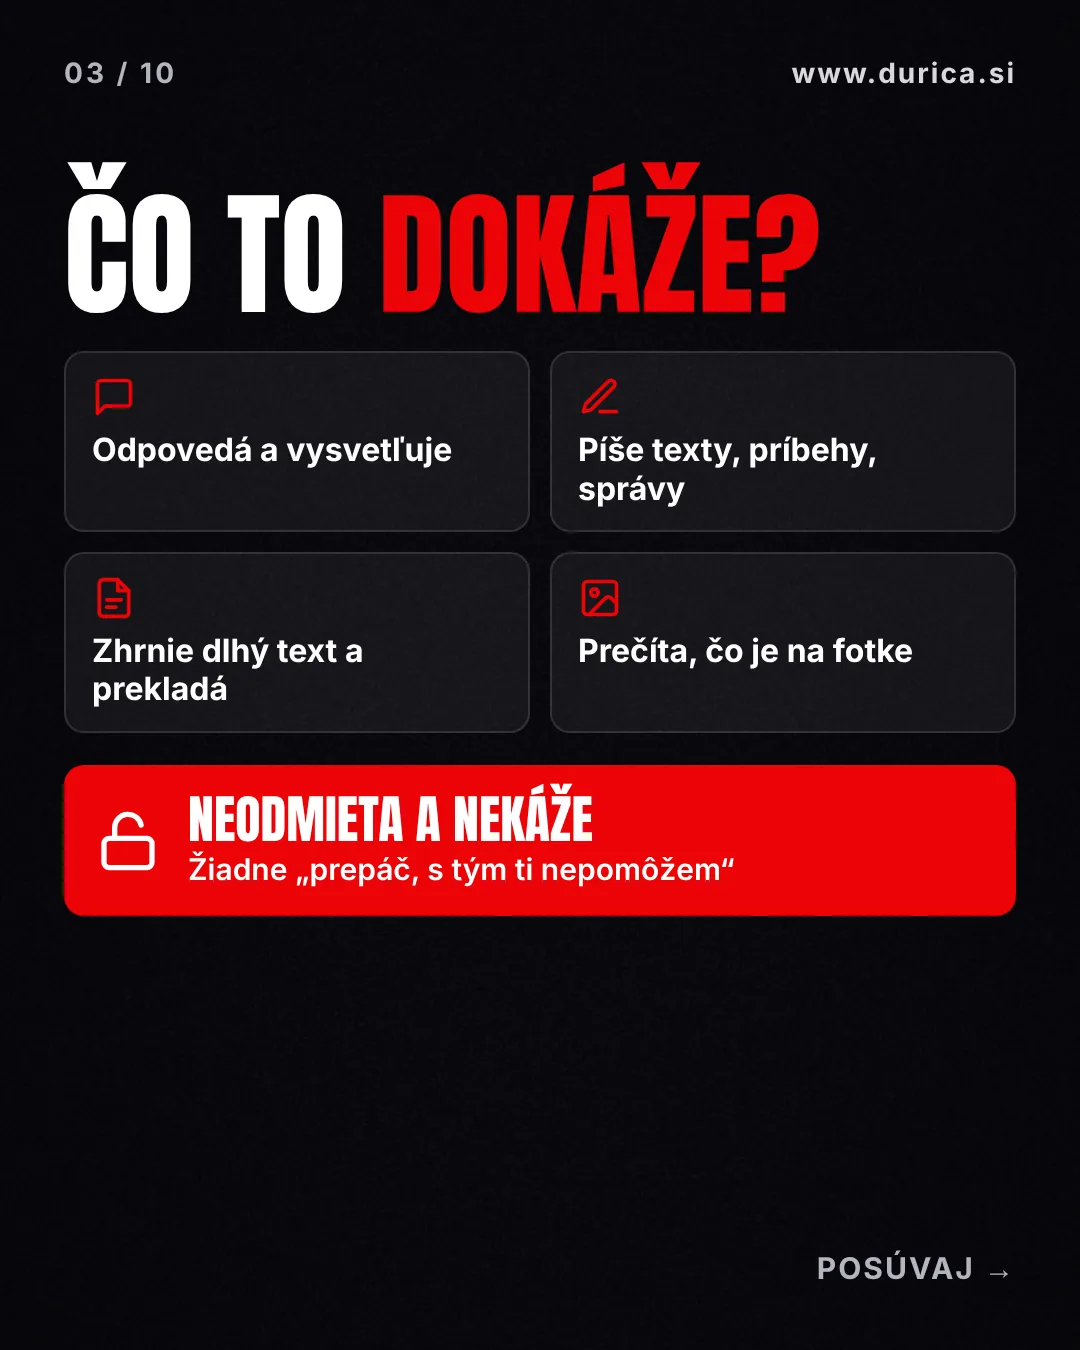 03 / 10
www.durica.si
ČO TO DOKÁŽE?
Odpovedá a vysvetľuje
Píše texty, príbehy,
správy
Zhrnie dlhý text a
prekladá
Prečíta, čo je na fotke
NEODMIETA A NEKÁŽE
Žiadne „prepáč, s tým ti nepomôžem“
POSÚVAJ →